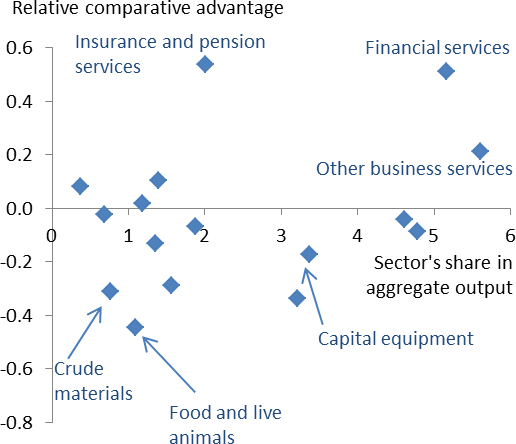 Relative comparative advantage
0.6
Insurance and pension
services
Financial services
0.4
0.2
Other business services
0.0
0
1
2
3
4
5
6
-0.2
Sector's share in
aggregate output
-0.4
Capital equipment
-0.6
Crude
materials
Food and live
animals
-0.8